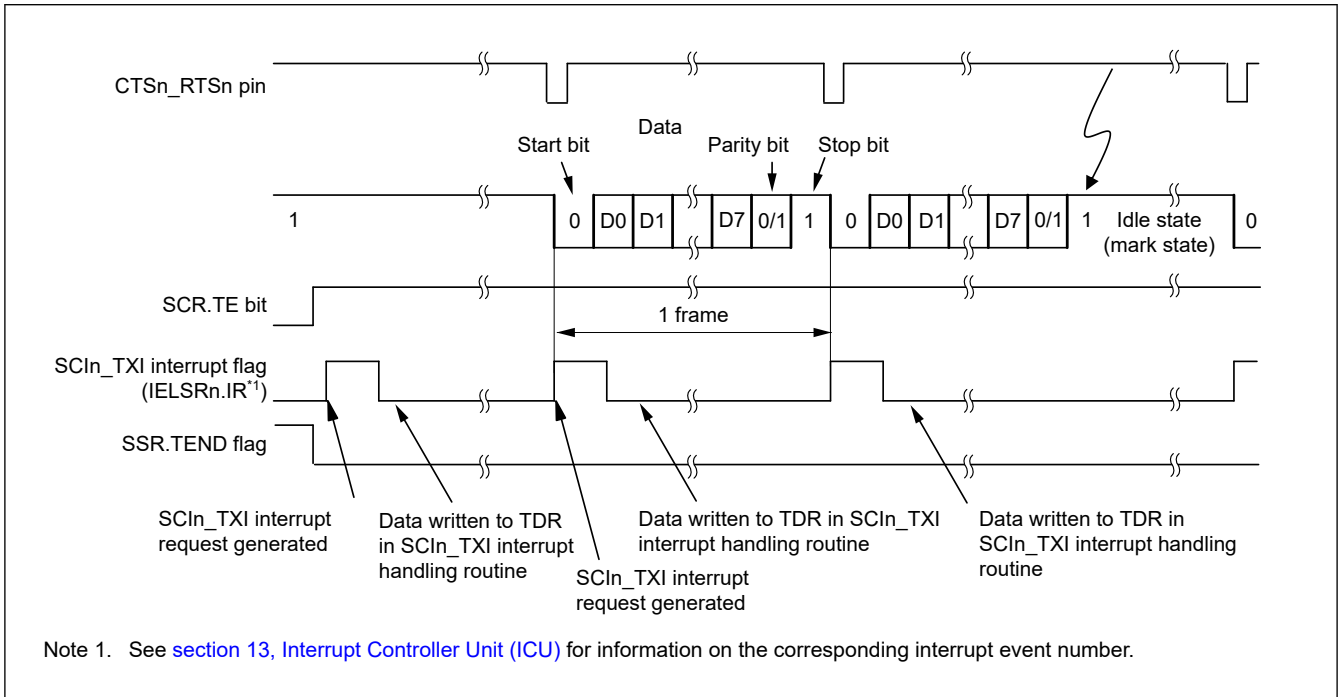 CTSn_RTSn pin
Data
Start bit
Parity bit
Stop bit
1
0
D0
D1
D7
0/1
1
0
D0
D1
D7
0/1
1
Idle state
(mark state)
0
SCR.TE bit
1 frame
SCIn_TXI interrupt flag
(IELSRn.IR*1)
SSR.TEND flag
SCIn_TXI interrupt
request generated
Data written to TDR
in SCIn_TXI interrupt
handling routine
SCIn_TXI interrupt
request generated
Data written to TDR in SCIn_TXI
interrupt handling routine
Data written to TDR in
SCIn_TXI interrupt handling
routine
Note 1. See section 13, Interrupt Controller Unit (ICU) for information on the corresponding interrupt event number.